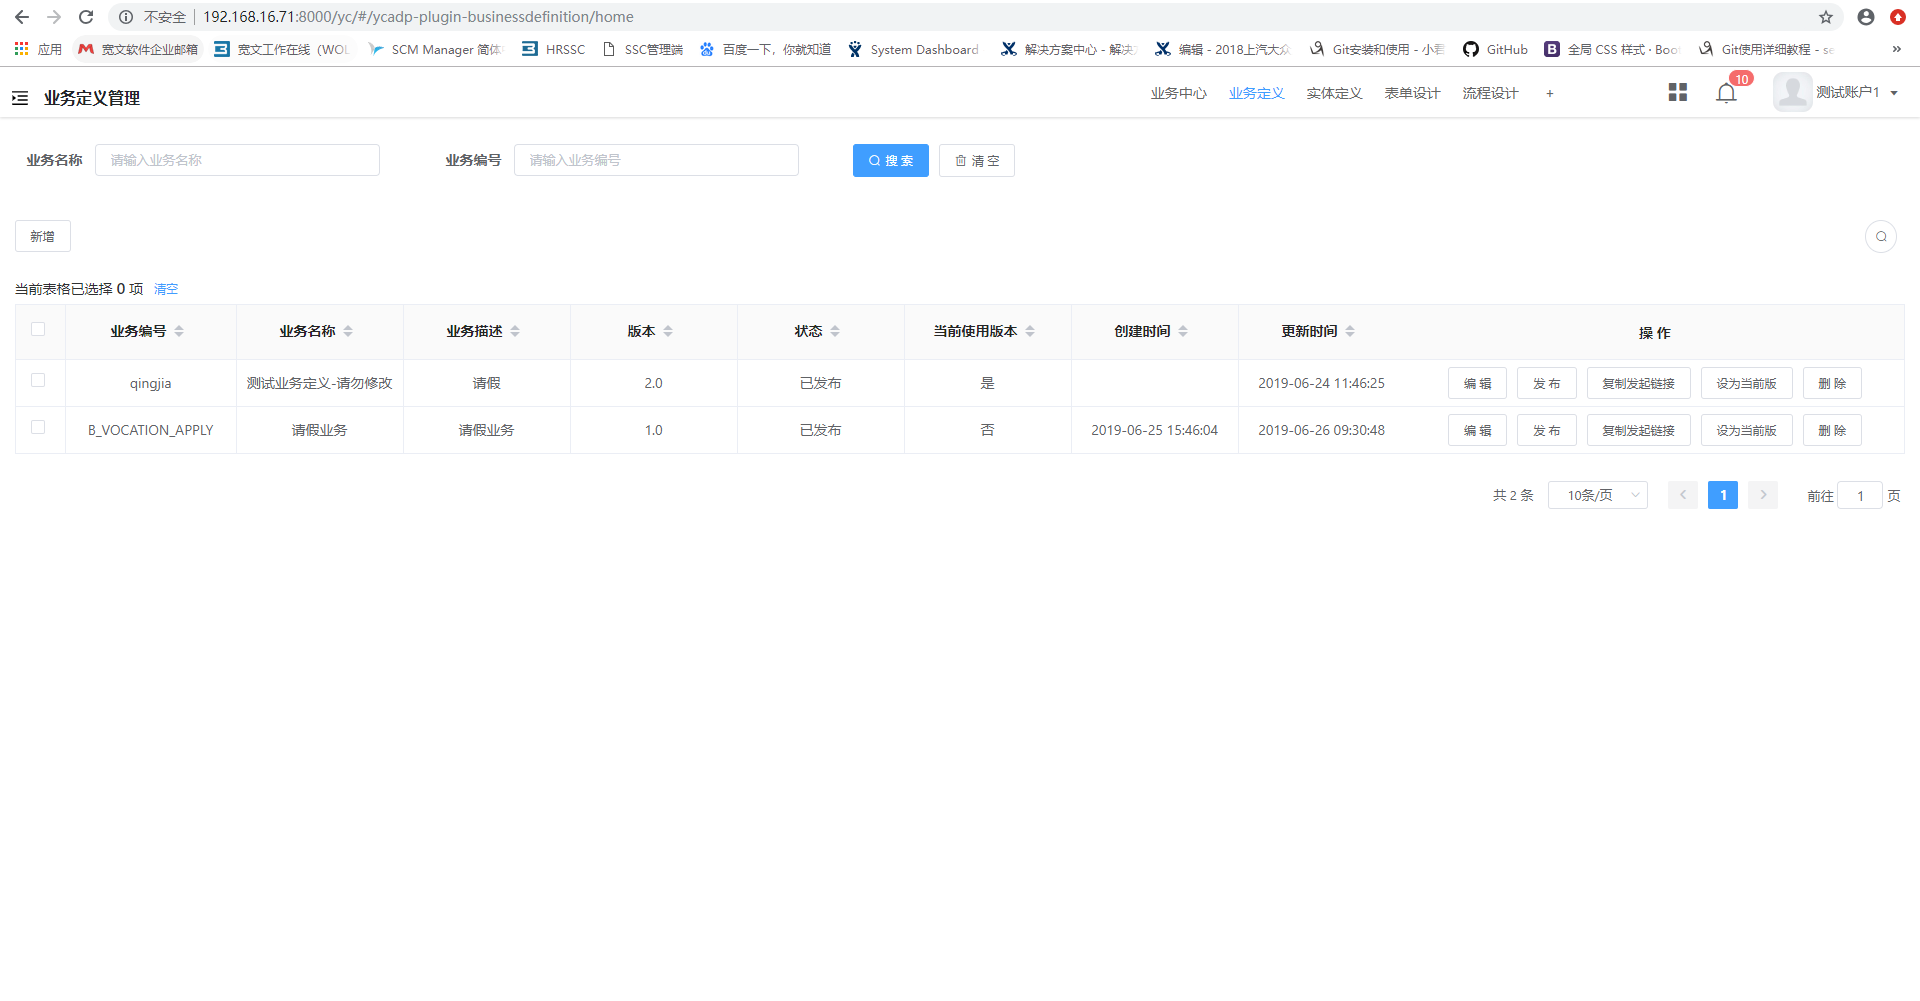 不安全 192.168.16.71:8000/yc/#/ycadp-plugin-businessdefinition/home
应用 宽文软件企业邮箱 宽文工作在线（WOL SCM Manager 简体 HRSSC SSC管理端 百度一下，你就知道 System Dashboard 解决方案中心 - 解决 编辑 - 2018上汽大众 Git安装和使用 - 小君 GitHub 全局 CSS 样式 · Boo Git使用详细教程 - se »
业务定义管理 业务中心 业务定义 实体定义 表单设计 流程设计 + 10 测试账户1
业务名称 请输入业务名称 业务编号 请输入业务编号 搜 索 清 空
新增
当前表格已选择 0 项 清空
业务编号 业务名称 业务描述 版本 状态 当前使用版本 创建时间 更新时间 操 作
qingjia 测试业务定义-请勿修改 请假 2.0 已发布 是 2019-06-24 11:46:25 编 辑 发 布 复制发起链接 设为当前版 删 除
B_VOCATION_APPLY 请假业务 请假业务 1.0 已发布 否 2019-06-25 15:46:04 2019-06-26 09:30:48 编 辑 发 布 复制发起链接 设为当前版 删 除
共 2 条 10条/页 1 前往 1 页